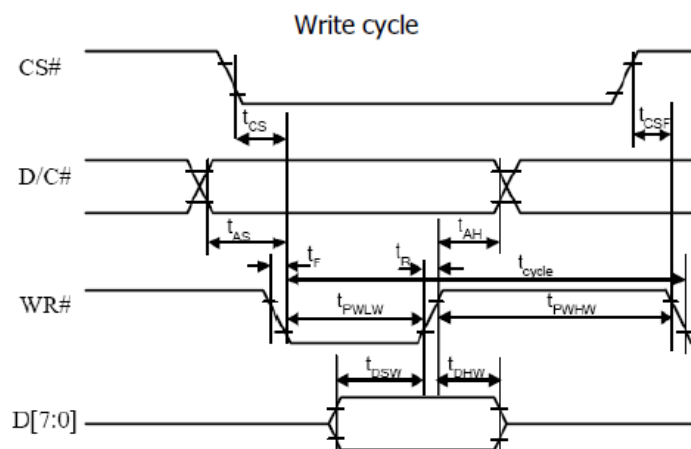 Write cycle
CS#
tCS
tCSF
D/C#
tAS
tF
tR
tAH
tcycle
WR#
tPWLW
tPWHW
tDSW
tDHW
D[7:0]